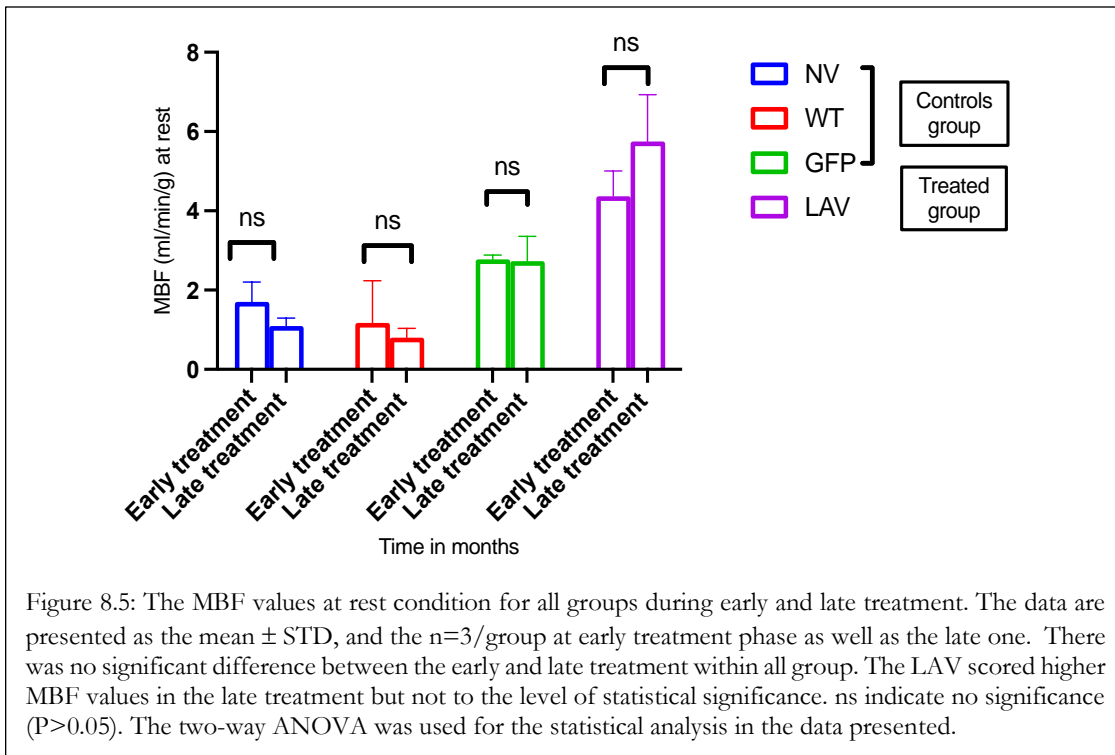 8
6
4
2
0
MBF (ml/min/g) at rest
ns
ns
ns
ns
Early treatment
Late treatment
Early treatment
Late treatment
Early treatment
Late treatment
Early treatment
Late treatment
Time in months
NV
WT
GFP
LAV
Controls
group
Treated
group
Figure 8.5: The MBF values at rest condition for all groups during early and late treatment. The data are
presented as the mean ± STD, and the n=3/group at early treatment phase as well as the late one. There
was no significant difference between the early and late treatment within all group. The LAV scored higher
MBF values in the late treatment but not to the level of statistical significance. ns indicate no significance
(P>0.05). The two-way ANOVA was used for the statistical analysis in the data presented.